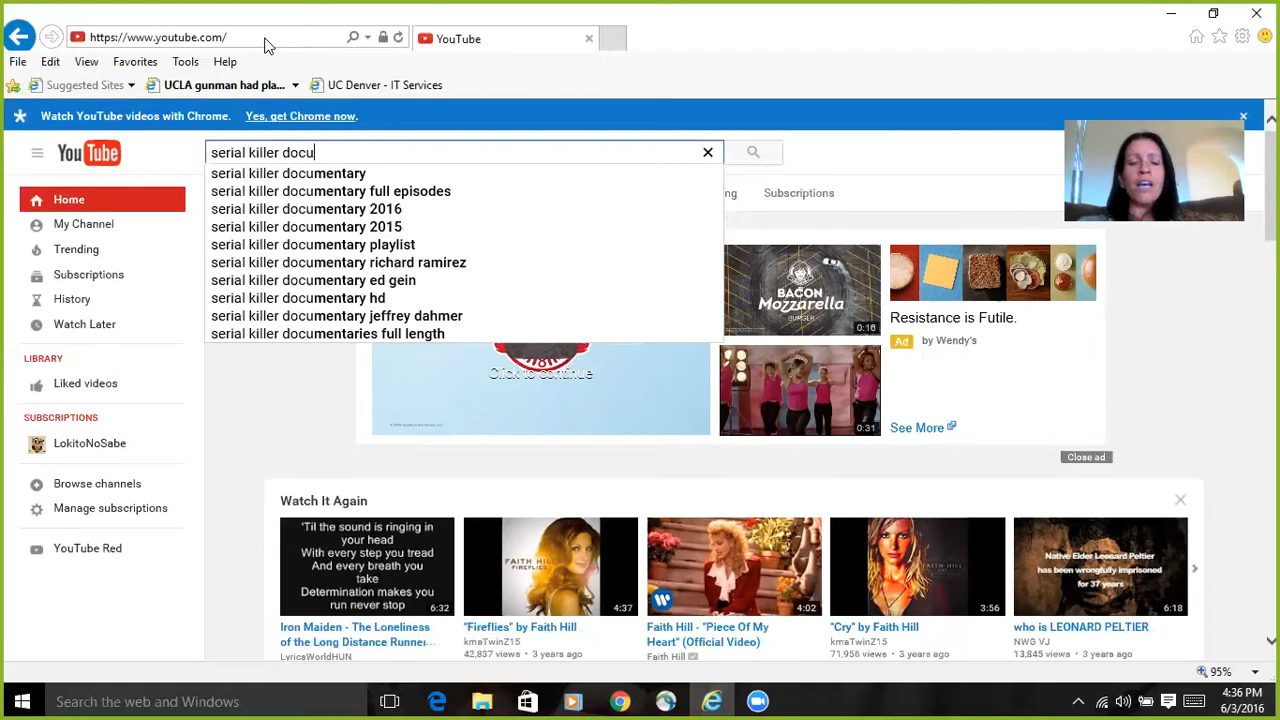 https://www.youtube.com/
YouTube
File Edit View Favorites Tools Help
Suggested Sites
UCLA gunman had pla...
UC Denver - IT Services
Watch YouTube videos with Chrome. Yes, get Chrome now.
YouTube
serial killer docu
serial killer documentary
serial killer documentary full episodes
serial killer documentary 2016
serial killer documentary 2015
serial killer documentary playlist
serial killer documentary richard ramirez
serial killer documentary ed gein
serial killer documentary hd
serial killer documentary jeffrey dahmer
serial killer documentaries full length
Home
My Channel
Trending
Subscriptions
History
Watch Later
LIBRARY
Liked videos
SUBSCRIPTIONS
LokitoNoSabe
Browse channels
Manage subscriptions
YouTube Red
Subscriptions
Click to continue
BACON
MOZZARELLA
BURGER
0:16
0:31
Resistance is Futile.
Ad by Wendy's
See More
Close ad
Watch It Again
'Til the sound is ringing in
your head
With every step you tread
And every breath you
take
Determination makes you
run never stop
6:32
Iron Maiden - The Loneliness
of the Long Distance Runner...
LyricsWorldHUN
FAITH HILL
FIREFLIES
4:37
"Fireflies" by Faith Hill
kmaTwinZ15
42,837 views • 3 years ago
4:02
Faith Hill - "Piece Of My
Heart" (Official Video)
Faith Hill
FAITH HILL
3:56
"Cry" by Faith Hill
kmaTwinZ15
71,956 views • 3 years ago
Native Elder Leonard Peltier
has been wrongfully imprisoned
for 37 years
6:18
who is LEONARD PELTIER
NWG VJ
13,845 views • 3 years ago
95%
Search the web and Windows
4:36 PM
6/3/2016